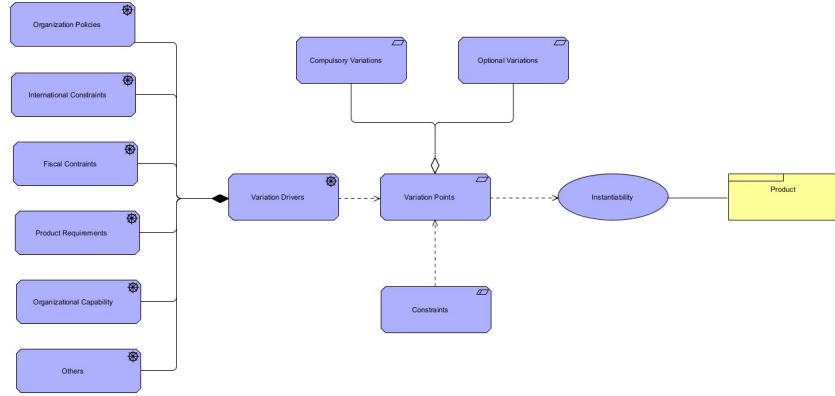 Organization Policies
International Constraints
Fiscal Contraints
Product Requirements
Organizational Capability
Others
Variation Drivers
Compulsory Variations
Optional Variations
Variation Points
Constraints
Instantiability
Product